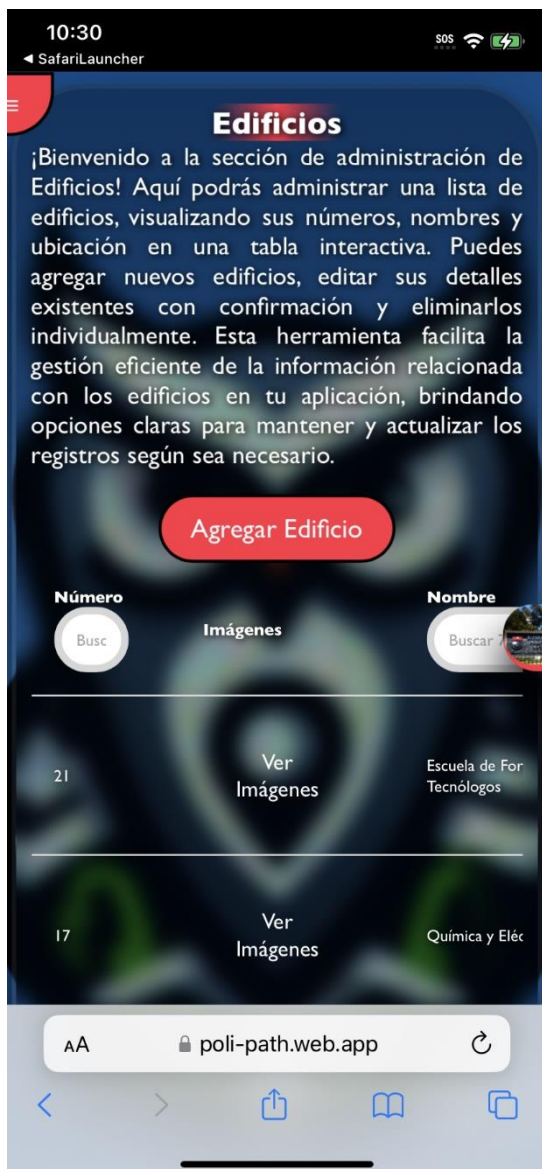 10:30
SOS
◀ SafariLauncher
Edificios
¡Bienvenido a la sección de administración de
Edificios! Aquí podrás administrar una lista de
edificios, visualizando sus números, nombres y
ubicación en una tabla interactiva. Puedes
agregar nuevos edificios, editar sus detalles
existentes con confirmación y eliminarlos
individualmente. Esta herramienta facilita la
gestión eficiente de la información relacionada
con los edificios en tu aplicación, brindando
opciones claras para mantener y actualizar los
registros según sea necesario.
Agregar Edificio
Número
Imágenes
Nombre
Busc
Buscar
21
Ver
Imágenes
Escuela de For
Tecnólogos
17
Ver
Imágenes
Química y Eléc
AA
poli-path.web.app